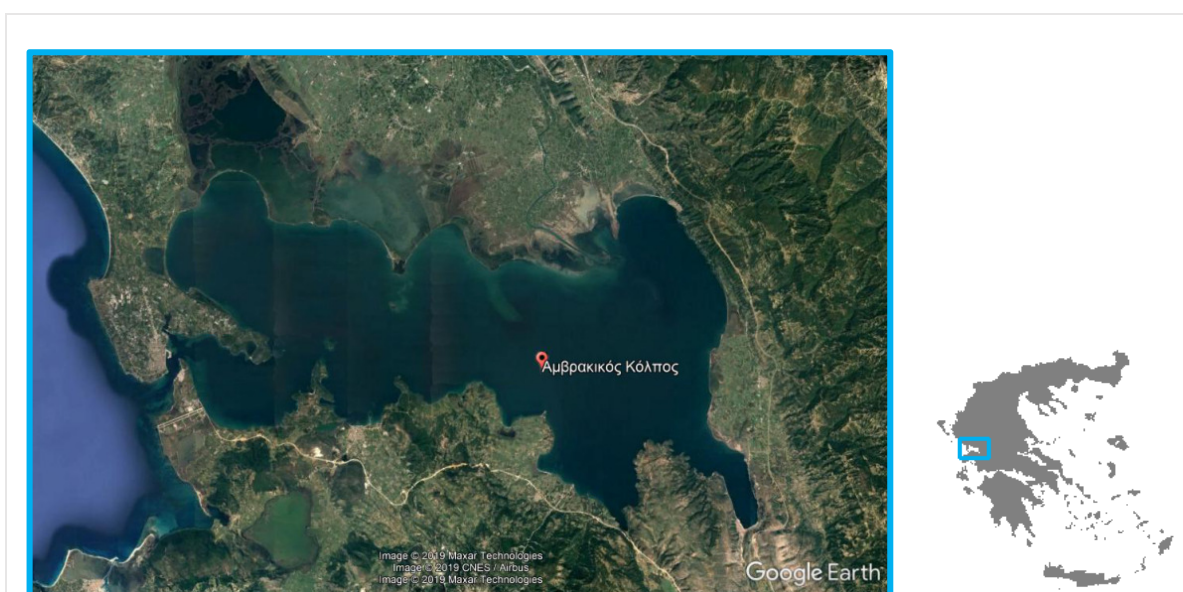 Αμβρακικός Κόλπος
Image © 2019 Maxar Technologies
Image © 2019 CNES / Airbus
Image © 2019 Maxar Technologies
Google Earth